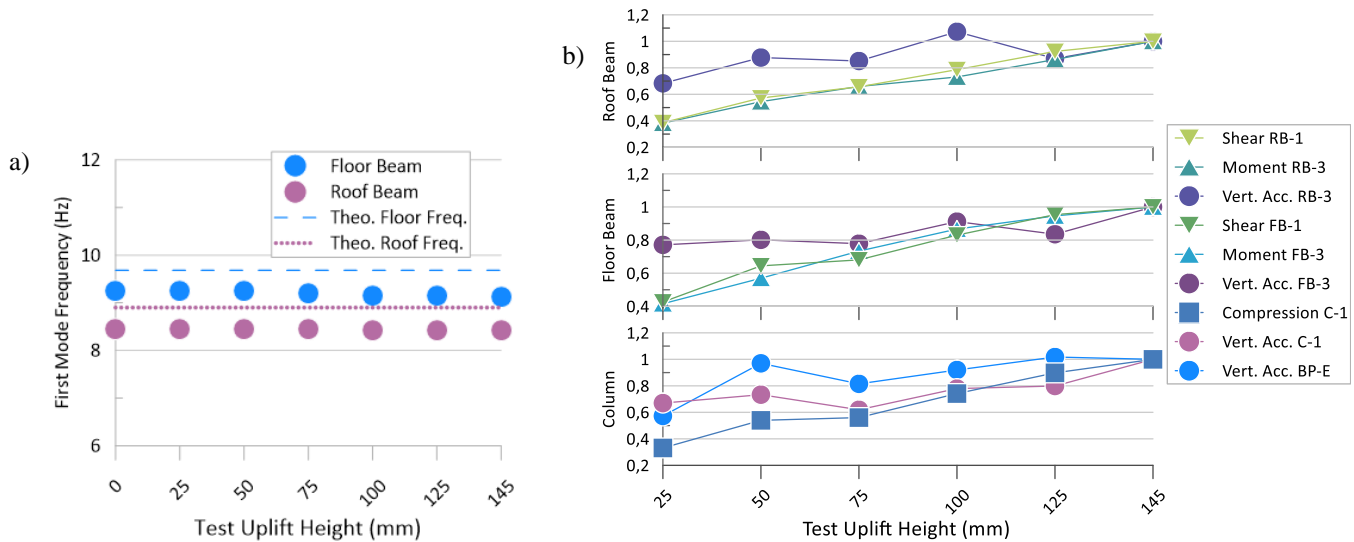 a)
First Mode Frequency (Hz)
12
10
8
6
Floor Beam
Roof Beam
Theo. Floor Freq.
Theo. Roof Freq.
0 25 50 75 100 125 145
Test Uplift Height (mm)
b)
Roof Beam
1,2
1
0,8
0,6
0,4
0,2
Floor Beam
1,2
1
0,8
0,6
0,4
Column
1,2
1
0,8
0,6
0,4
0,2
25 50 75 100 125 145
Test Uplift Height (mm)
Shear RB-1
Moment RB-3
Vert. Acc. RB-3
Shear FB-1
Moment FB-3
Vert. Acc. FB-3
Compression C-1
Vert. Acc. C-1
Vert. Acc. BP-E